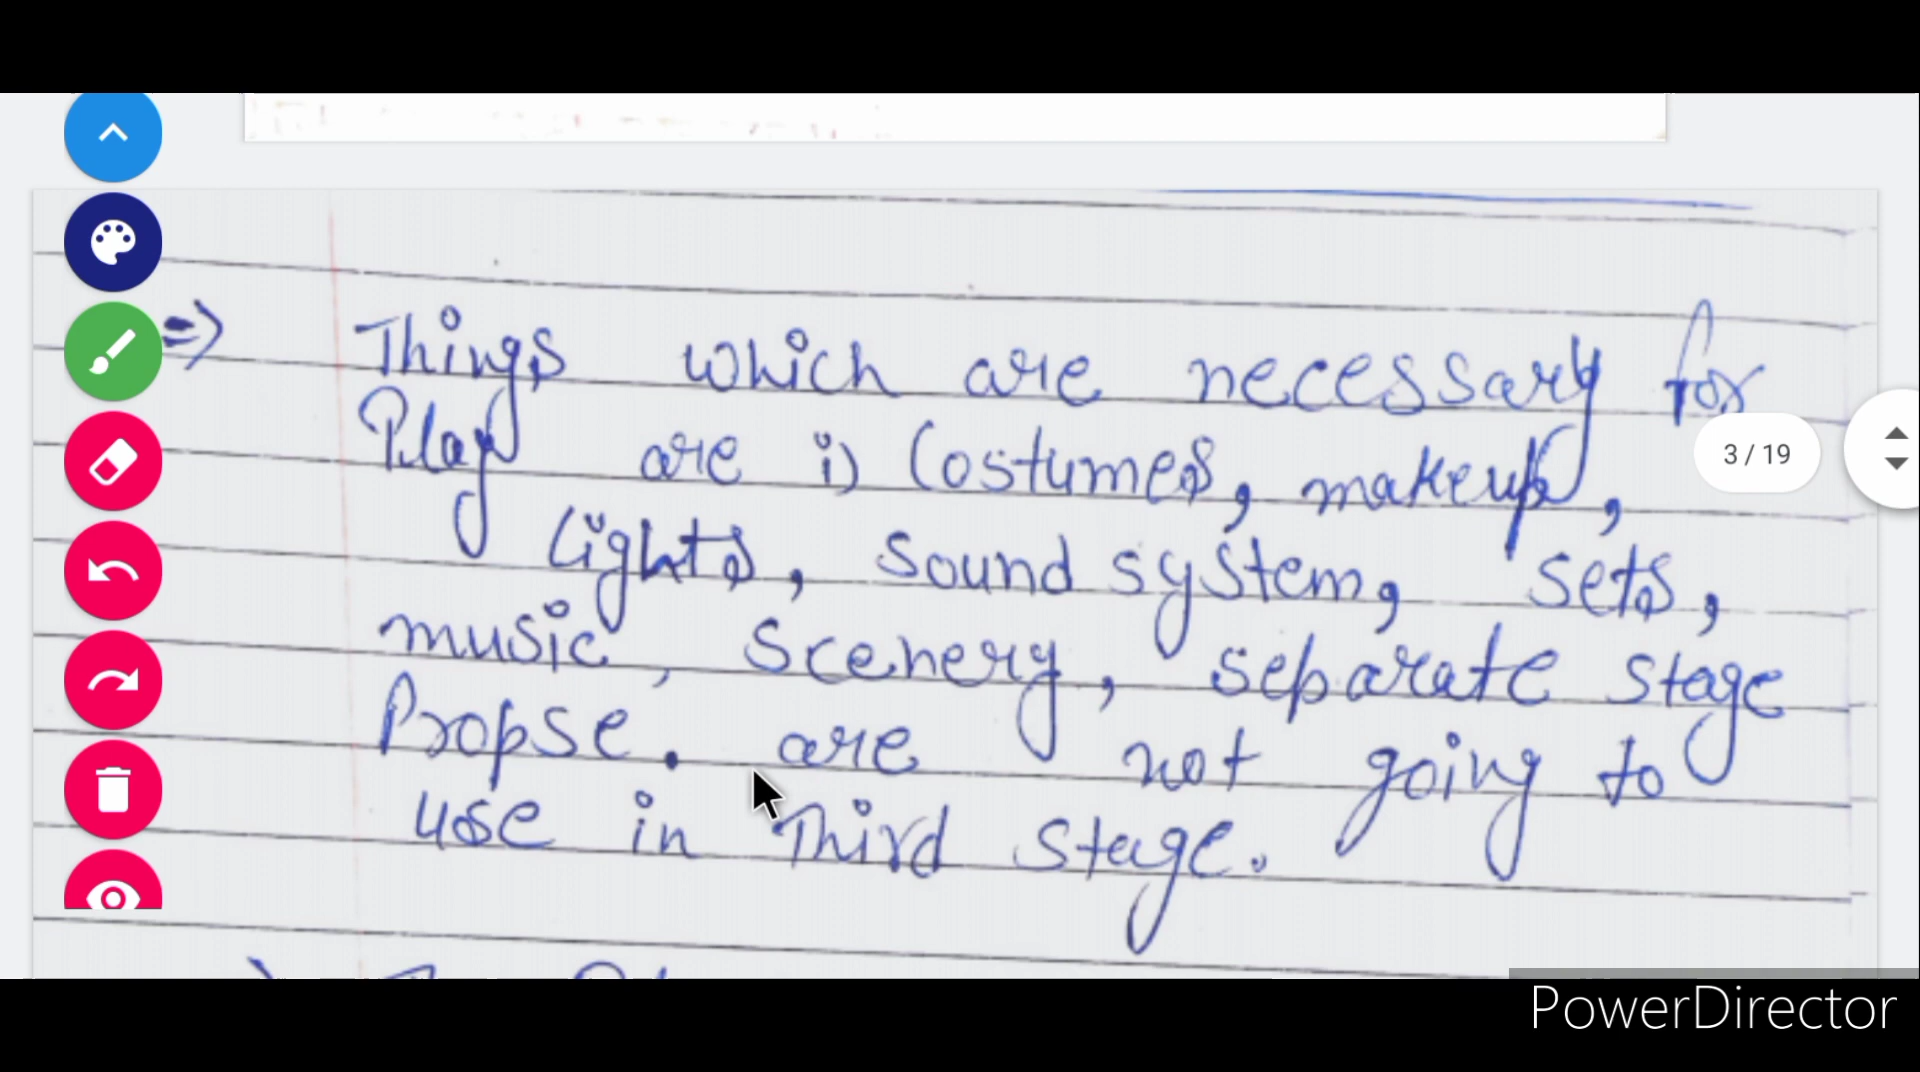 => Things which are necessary for
Play are i) Costumes, makeup,
lights, sound system, sets,
music, scenery, separate stage
Propse. are not going to
use in Third stage.
3 / 19
PowerDirector